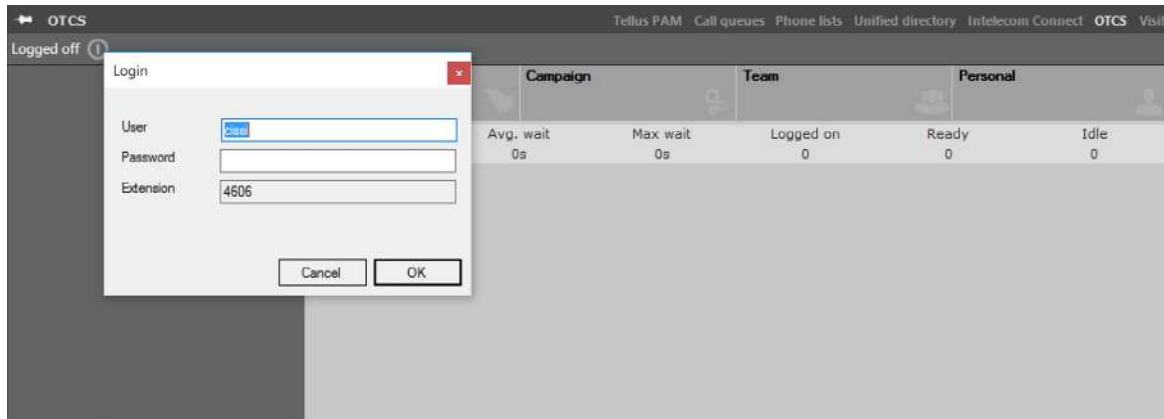 OTCS Tellus PAM Call queues Phone lists Unified directory Intelecom Connect OTCS Visit
Logged off
Login
Campaign Team Personal
User cissi
Avg. wait Max wait Logged on Ready Idle
Password
0s 0s 0 0 0
Extension 4606
Cancel OK